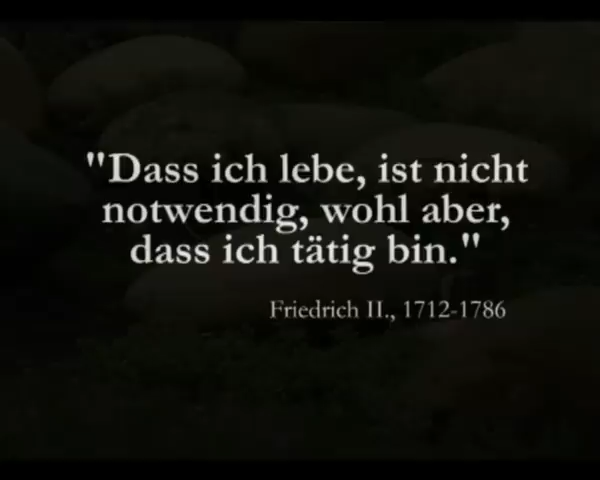 "Dass ich lebe, ist nicht
notwendig, wohl aber,
dass ich tätig bin."
Friedrich II., 1712-1786